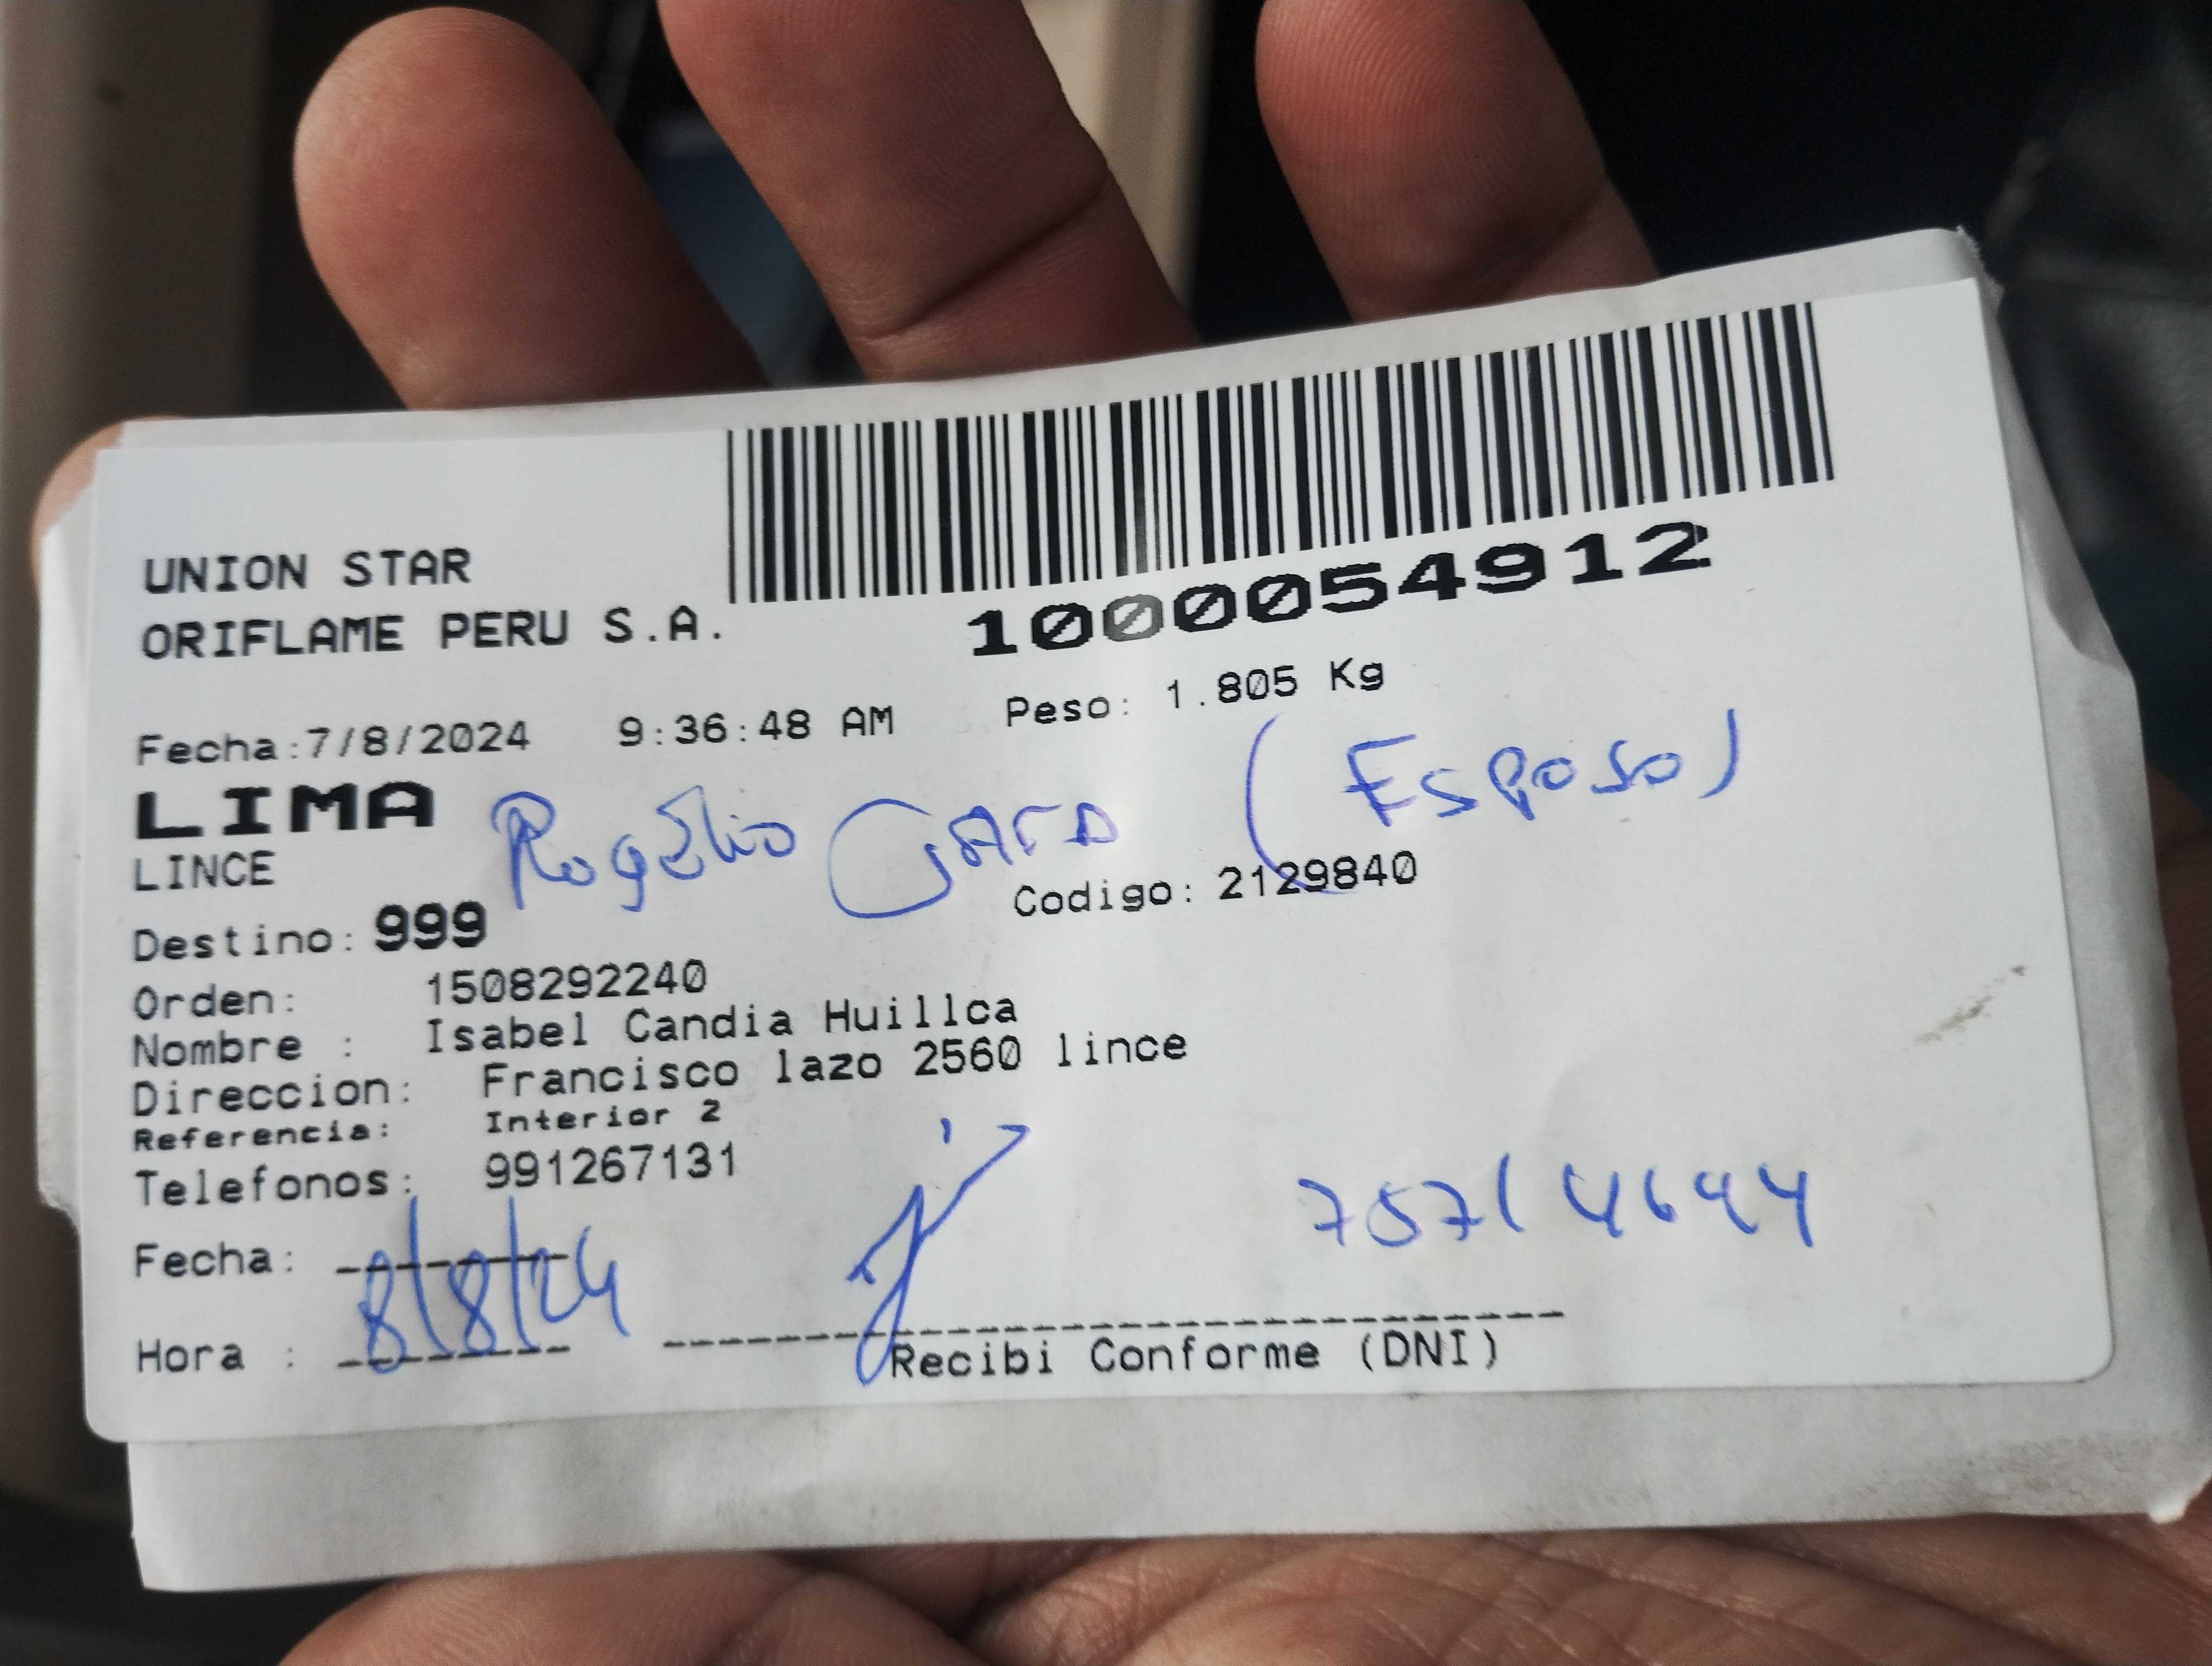 UNION STAR
ORIFLAME PERU S.A.
1000054912
Fecha:7/8/2024 9:36:48 AM Peso: 1.805 Kg
LIMA
Rogelio (Esposo)
LINCE
Codigo: 2129840
Destino: 999
Orden: 1508292240
Nombre : Isabel Candia Huillca
Direccion: Francisco lazo 2560 lince
Referencia: Interior 2
Telefonos: 991267131
Fecha: 8/8/24
Hora :
Recibi Conforme (DNI)